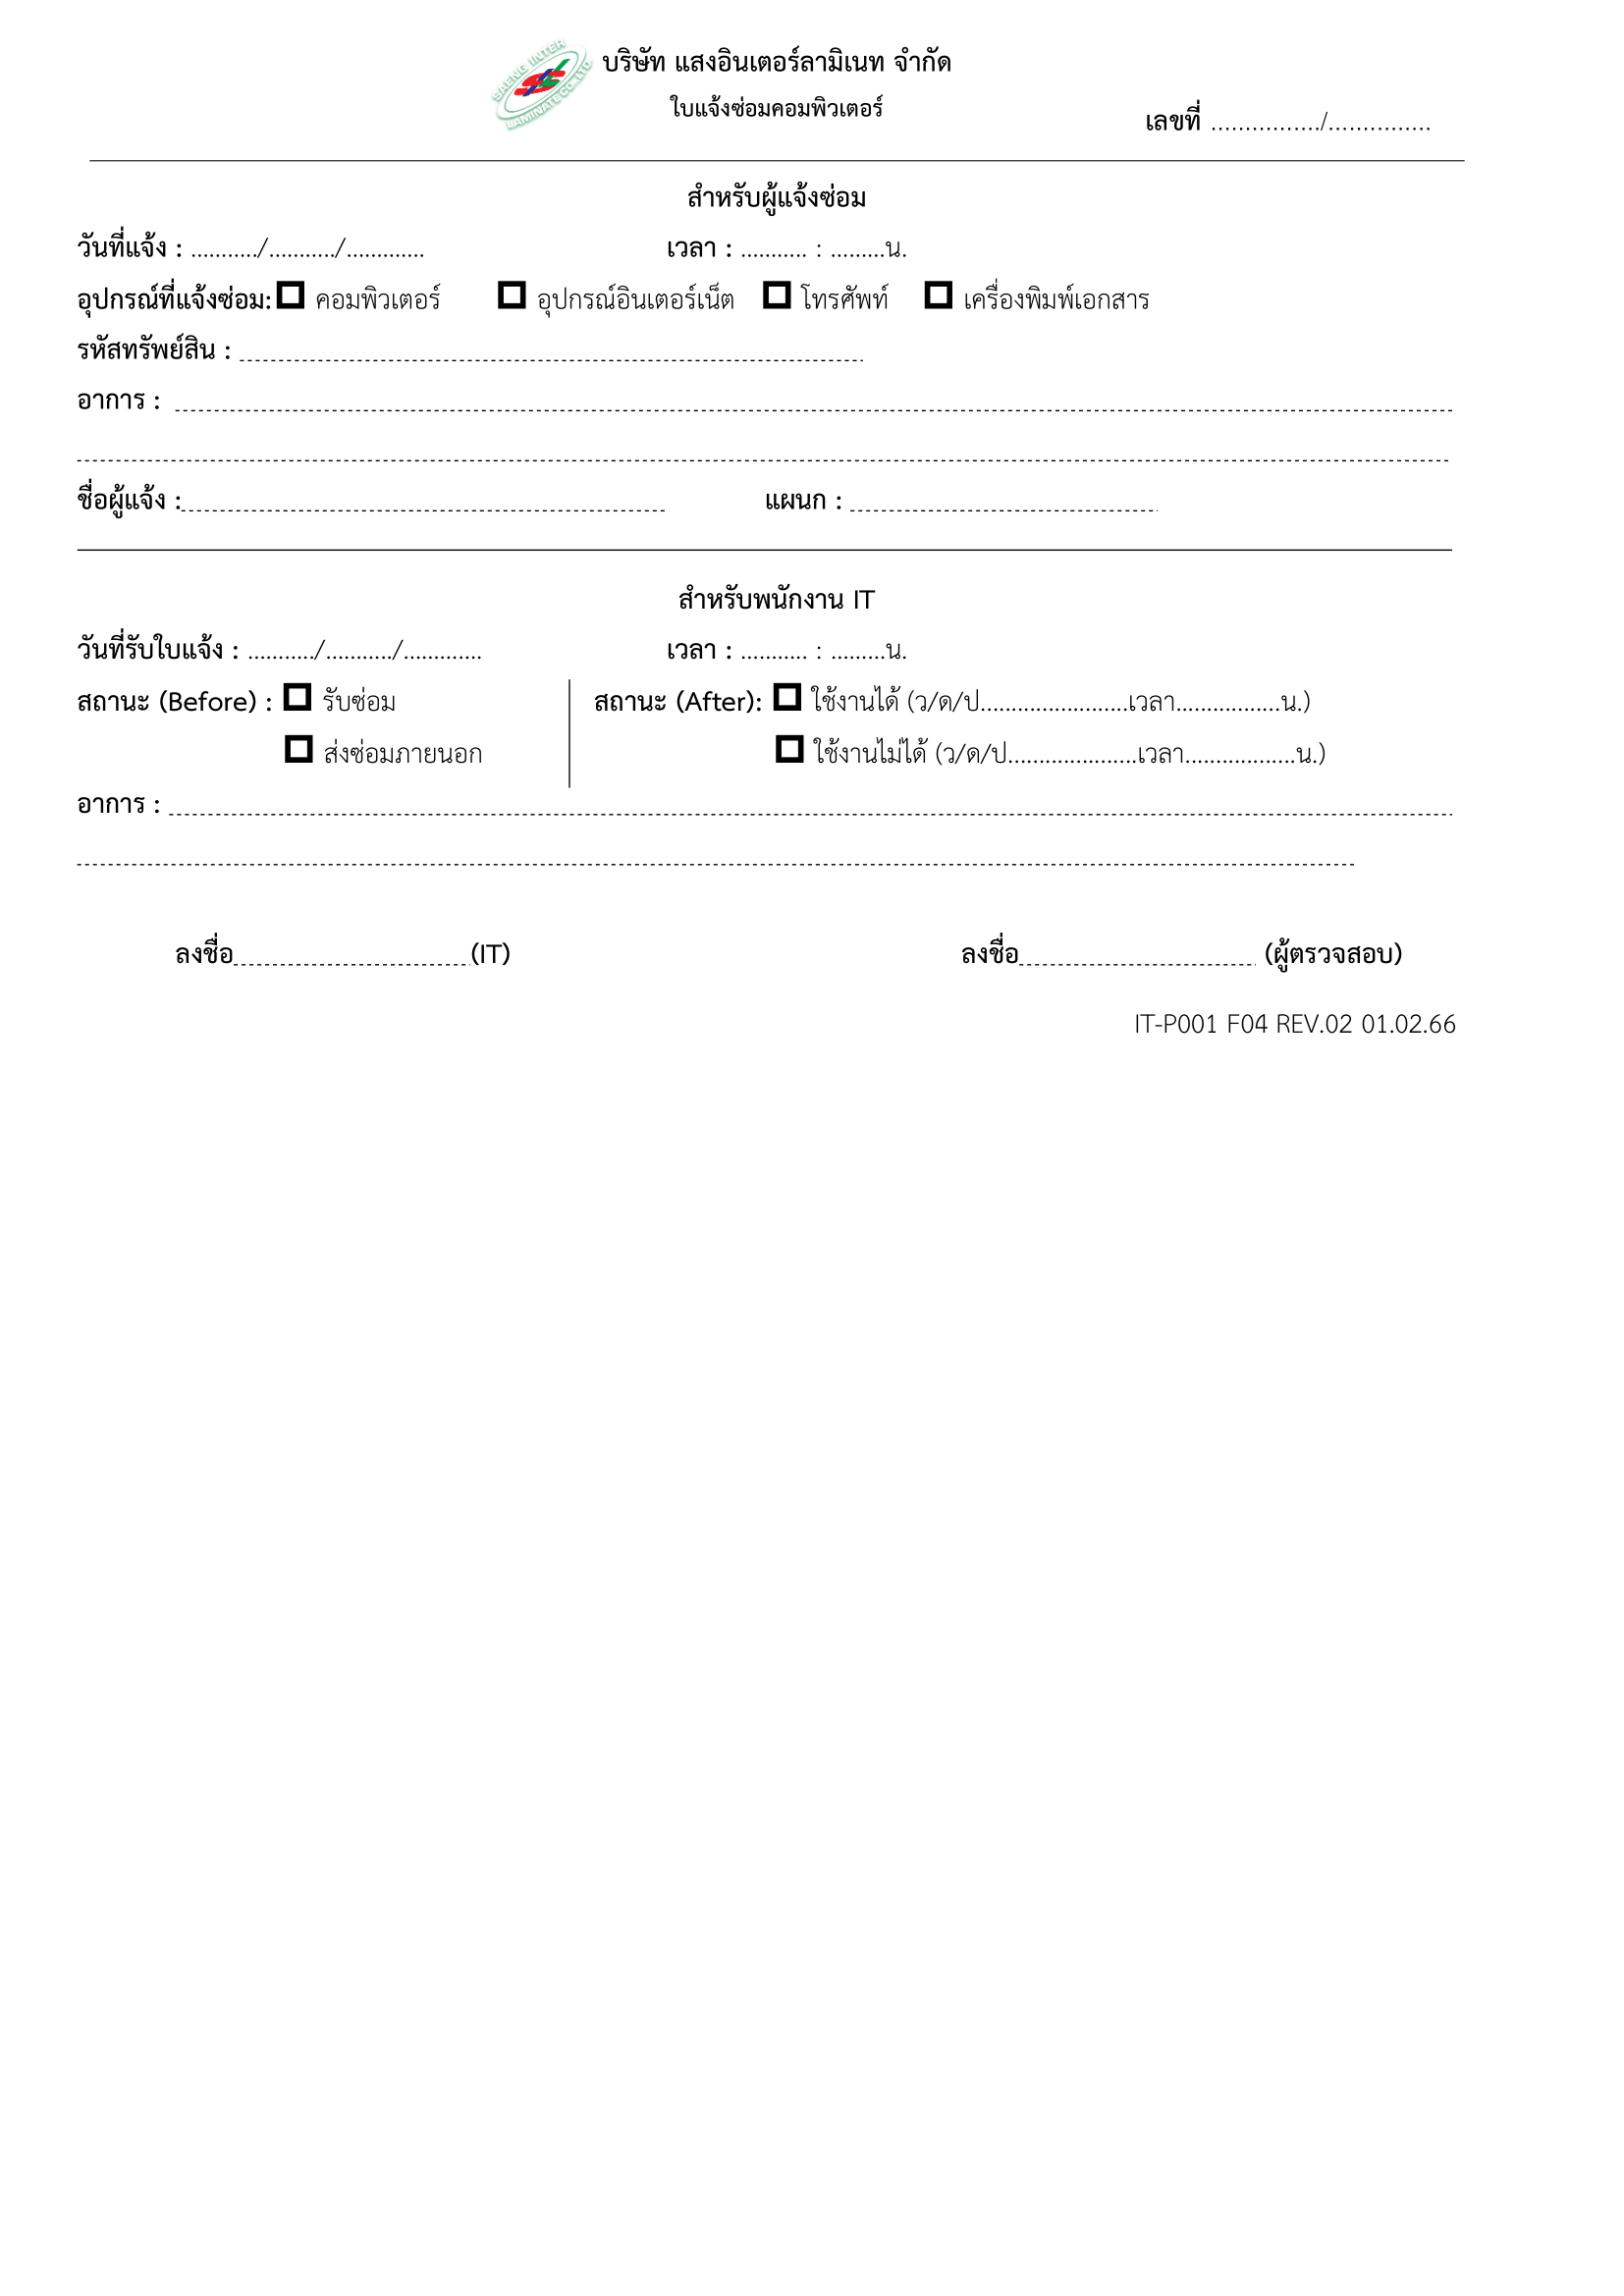 SAENG INTER LAMINATE CO.,LTD.
บริษัท แสงอินเตอร์ลามิเนท จำกัด
ใบแจ้งซ่อมคอมพิวเตอร์
เลขที่ ................/...............
สำหรับผู้แจ้งซ่อม
วันที่แจ้ง : .........../.........../............. เวลา : ........... : .........น.
อุปกรณ์ที่แจ้งซ่อม: คอมพิวเตอร์ อุปกรณ์อินเตอร์เน็ต โทรศัพท์ เครื่องพิมพ์เอกสาร
รหัสทรัพย์สิน :
อาการ :
ชื่อผู้แจ้ง : แผนก :
สำหรับพนักงาน IT
วันที่รับใบแจ้ง : .........../.........../............. เวลา : ........... : .........น.
สถานะ (Before) : รับซ่อม สถานะ (After): ใช้งานได้ (ว/ด/ป........................เวลา.................น.)
ส่งซ่อมภายนอก ใช้งานไม่ได้ (ว/ด/ป.....................เวลา..................น.)
อาการ :
ลงชื่อ (IT) ลงชื่อ (ผู้ตรวจสอบ)
IT-P001 F04 REV.02 01.02.66